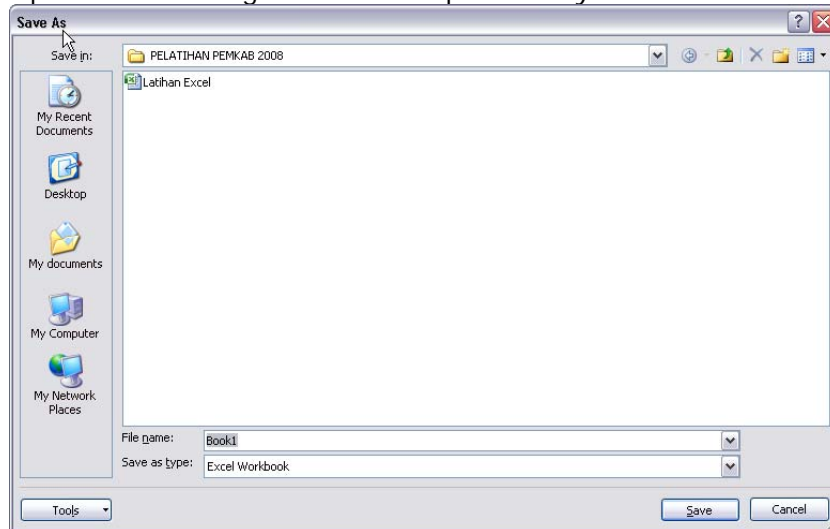 Save As
Save in:
PELATIHAN PEMKAB 2008
Latihan Excel
My Recent
Documents
Desktop
My documents
My Computer
My Network
Places
File name:
Book1
Save as type:
Excel Workbook
Tools
Save
Cancel